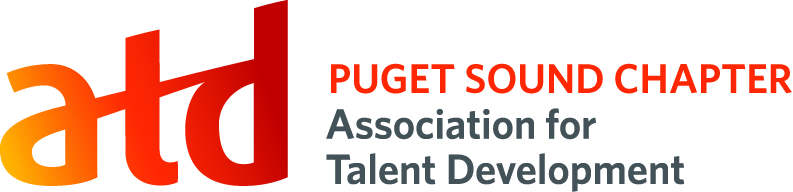 atd
PUGET SOUND CHAPTER
Association for
Talent Development